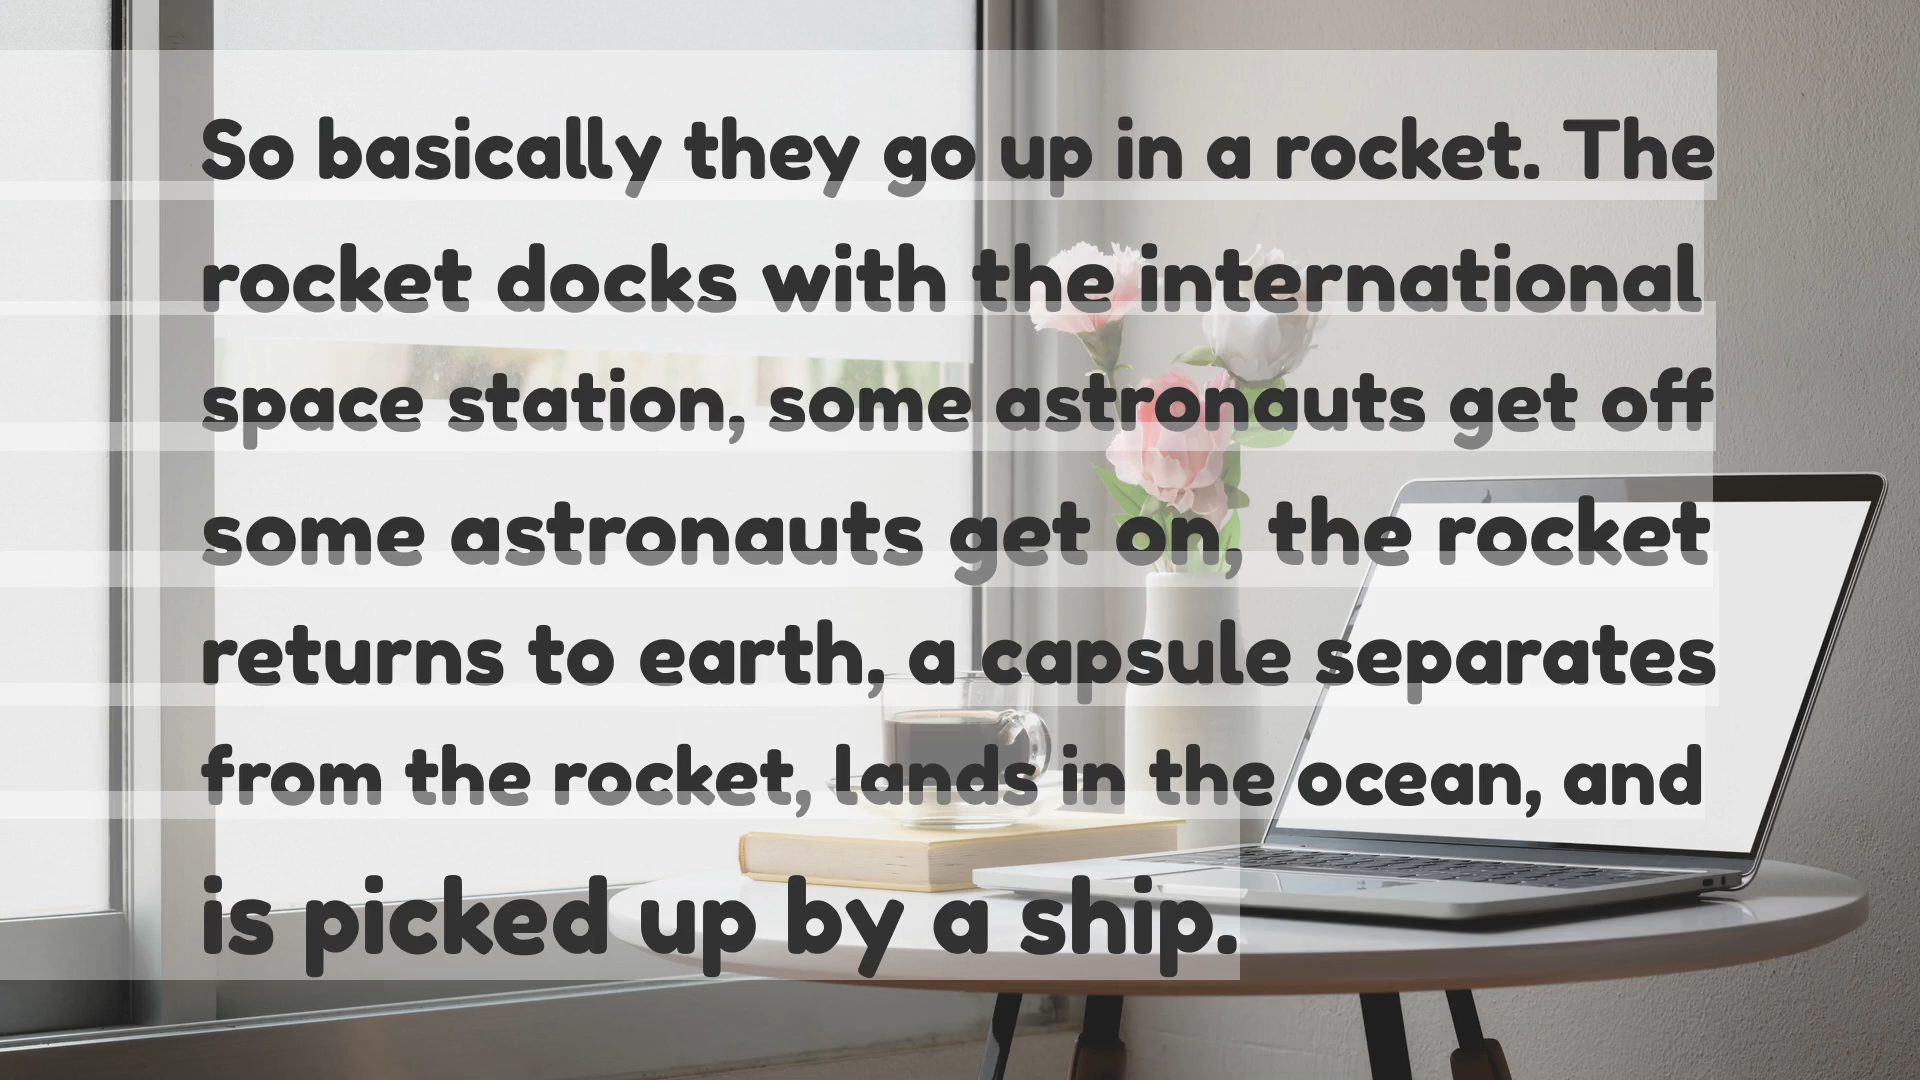 So basically they go up in a rocket. The
rocket docks with the international
space station, some astronauts get off
some astronauts get on, the rocket
returns to earth, a capsule separates
from the rocket, lands in the ocean, and
is picked up by a ship.